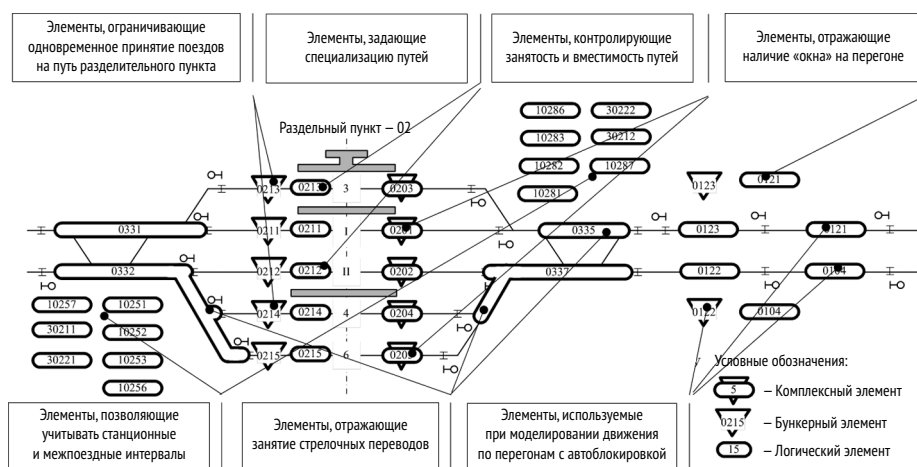 Элементы, ограничивающие
одновременное принятие поездов
на путь разделительного пункта
Элементы, задающие
специализацию путей
Элементы, контролирующие
занятость и вместимость путей
Элементы, отражающие
наличие «окна» на перегоне
Раздельный пункт — 02
10286
30222
10283
30212
10282
10287
10281
0213
0213
3
0203
0123
0121
0331
0211
0211
I
0201
0335
0123
0121
0332
0212
0212
II
0202
0337
0122
0104
10257
10251
0214
0214
4
0204
0122
0104
30211
10252
30221
10253
0215
0215
6
0205
10256
Условные обозначения:
5
— Комплексный элемент
0215
— Бункерный элемент
15
— Логический элемент
Элементы, позволяющие
учитывать станционные
и межпоездные интервалы
Элементы, отражающие
занятие стрелочных переводов
Элементы, используемые
при моделировании движения
по перегонам с автоблокировкой